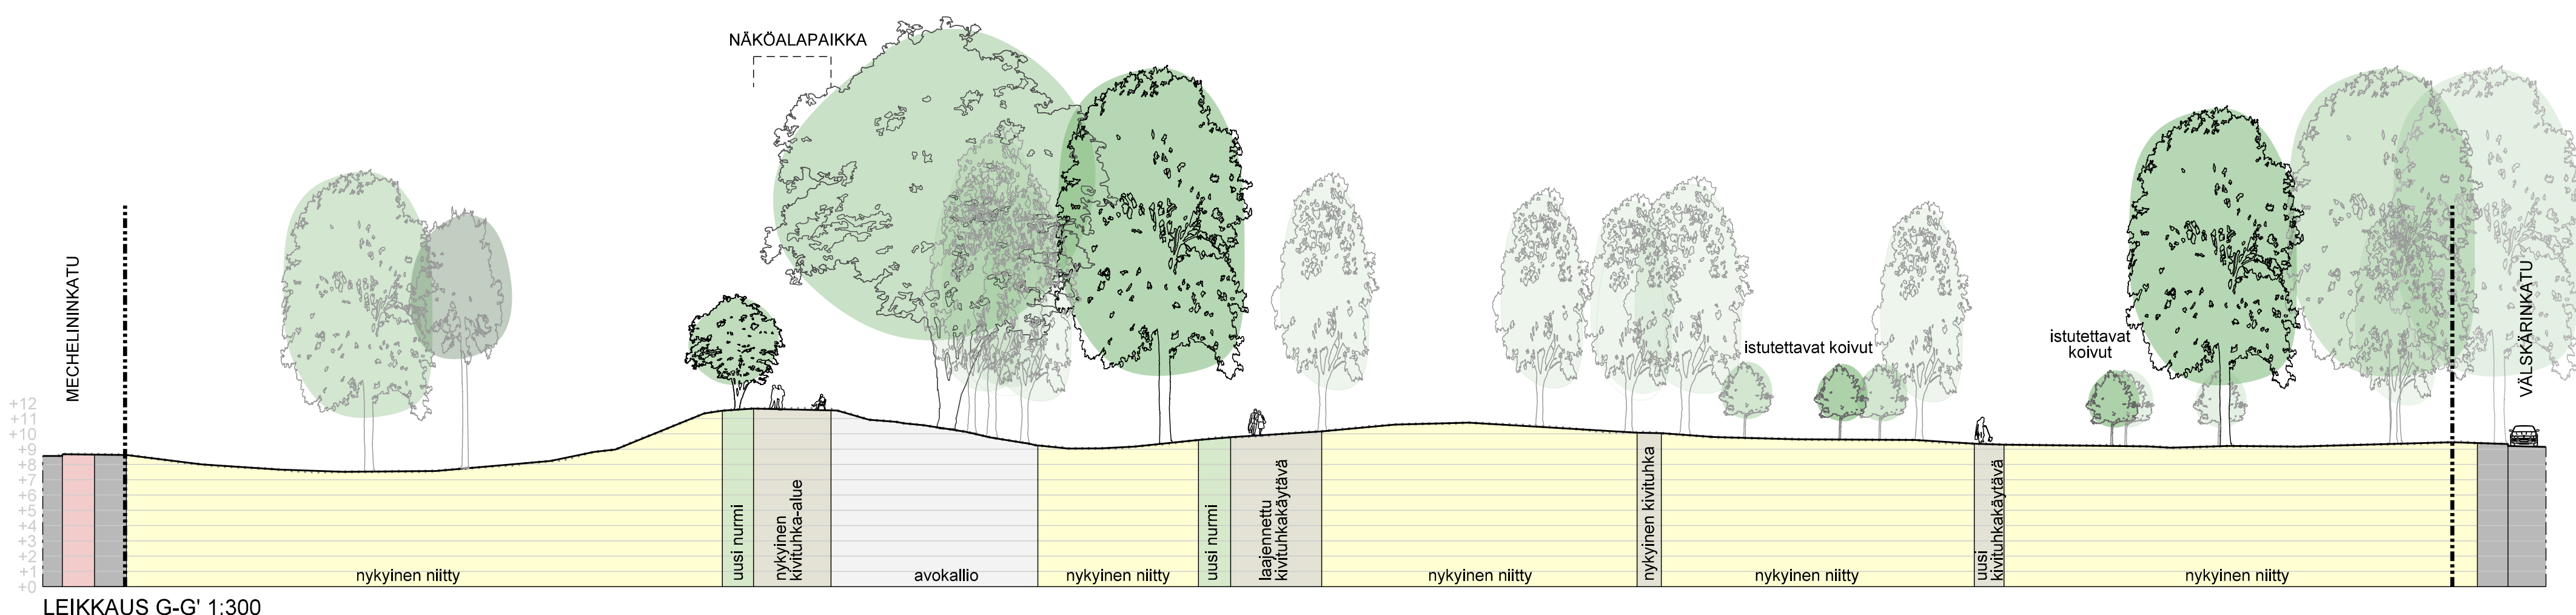 NÄKÖALAPAIKKA
MECHELININKATU
istutettavat koivut
istutettavat
koivut
VÄLSKÄRINKATU
+12
+11
+10
+9
+8
+7
+6
+5
+4
+3
+2
+1
+0
nykyinen niitty
uusi nurmi
nykyinen
kivituhka-alue
avokallio
nykyinen niitty
uusi nurmi
laajennettu
kivituhkakäytävä
nykyinen niitty
nykyinen kivituhka
nykyinen niitty
uusi
kivituhkakäytävä
nykyinen niitty
LEIKKAUS G-G' 1:300